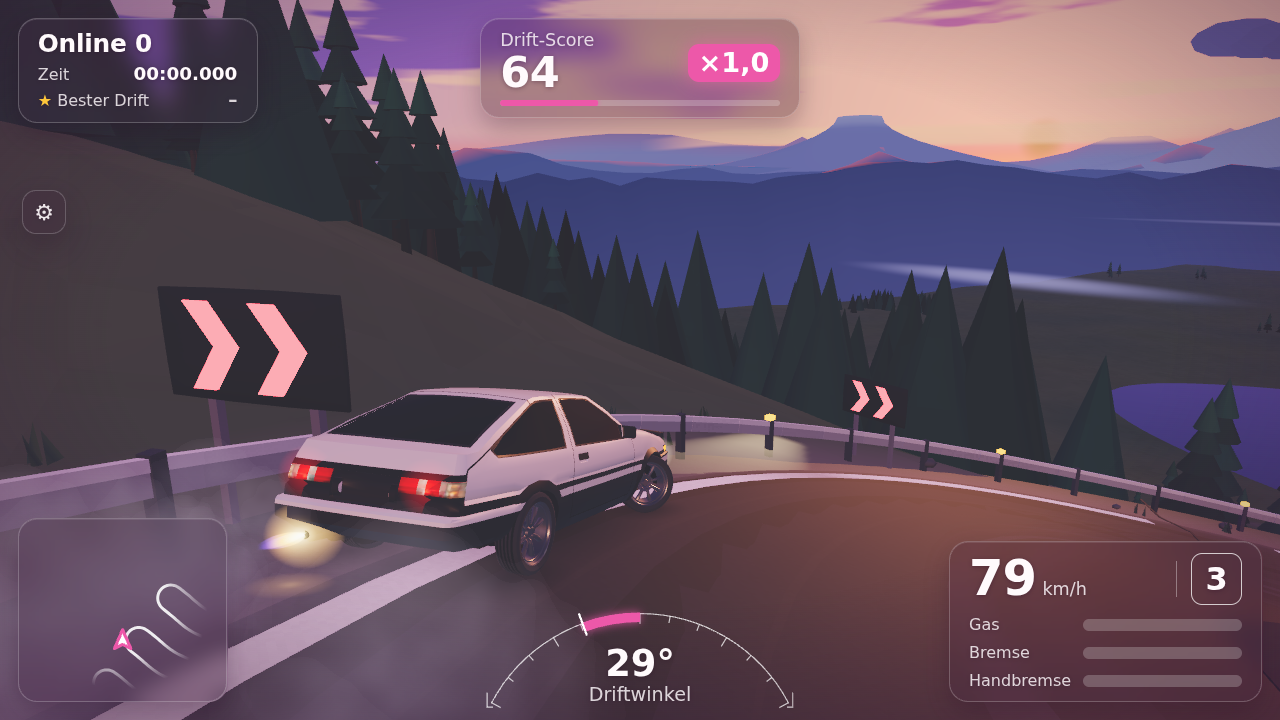 Online 0
Zeit 00:00.000
★ Bester Drift –
Drift-Score
64
×1,0
79 km/h
3
Gas
Bremse
Handbremse
29°
Driftwinkel